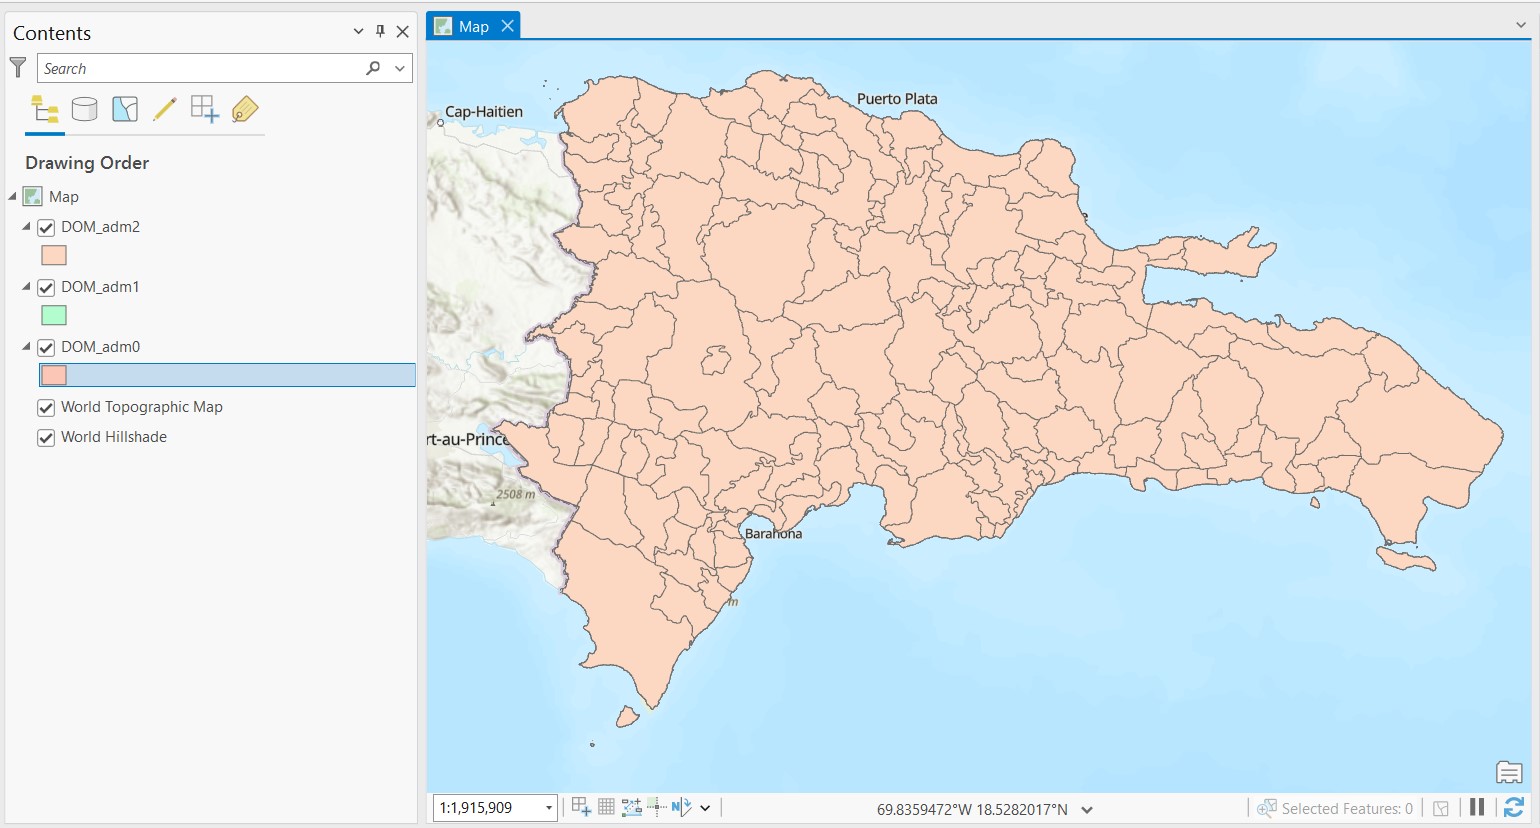 Contents
Search
Drawing Order
Map
DOM_adm2
DOM_adm1
DOM_adm0
World Topographic Map
World Hillshade
Map
Cap-Haitien
Puerto Plata
rt-au-Prince
2508 m
Barahona
m
1:1,915,909
N
69.8359472°W 18.5282017°N
Selected Features: 0